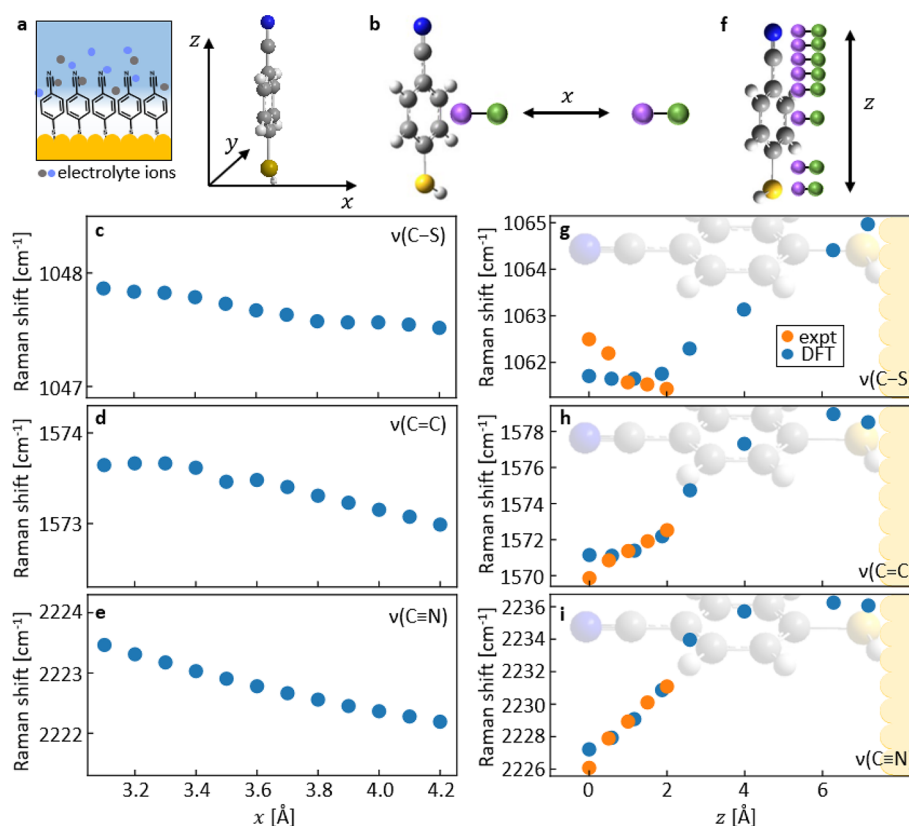 a
b
f
N N N N N
S S S S S
electrolyte ions
z
y
x
x
z
c
ν(C−S)
Raman shift [cm⁻¹]
1048
1047
d
ν(C=C)
Raman shift [cm⁻¹]
1574
1573
e
ν(C≡N)
Raman shift [cm⁻¹]
2224
2223
2222
3.2 3.4 3.6 3.8 4.0 4.2
x [Å]
g
Raman shift [cm⁻¹]
1065
1064
1063
1062
expt
DFT
ν(C−S
h
Raman shift [cm⁻¹]
1578
1576
1574
1572
1570
ν(C=C
i
Raman shift [cm⁻¹]
2236
2234
2232
2230
2228
2226
ν(C≡N
0 2 4 6
z [Å]